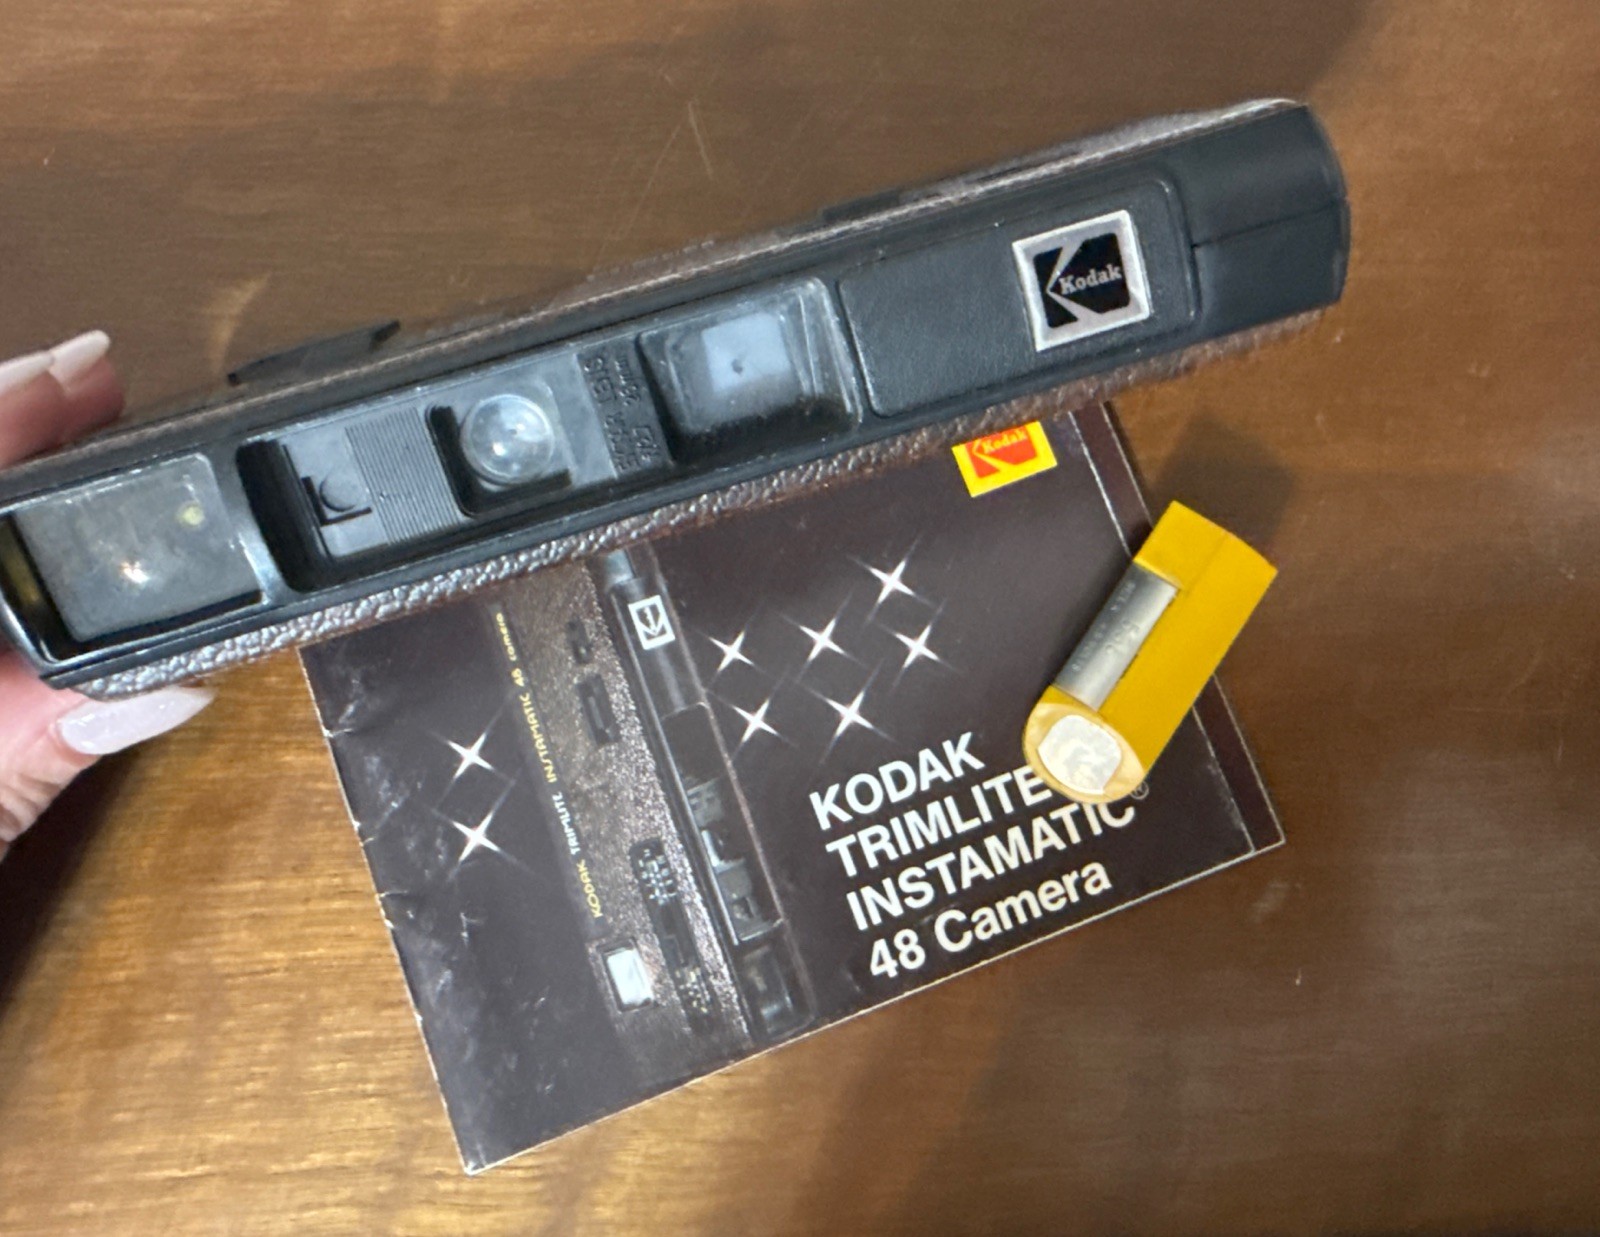 Kodak
Kodak
KODAK
TRIMLITE
INSTAMATIC®
48 Camera
KODAK TRIMLITE INSTAMATIC 48 camera